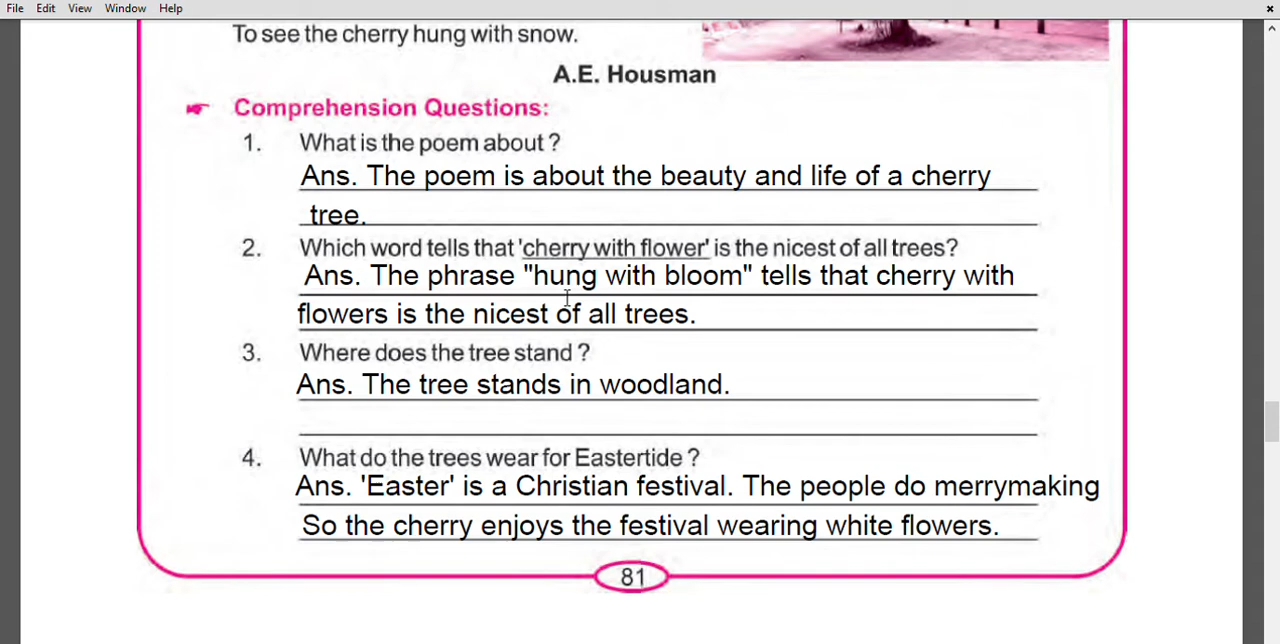 File Edit View Window Help
To see the cherry hung with snow.
A.E. Housman
Comprehension Questions:
1. What is the poem about ?
Ans. The poem is about the beauty and life of a cherry
tree.
2. Which word tells that 'cherry with flower' is the nicest of all trees?
Ans. The phrase "hung with bloom" tells that cherry with
flowers is the nicest of all trees.
3. Where does the tree stand ?
Ans. The tree stands in woodland.
4. What do the trees wear for Eastertide ?
Ans. 'Easter' is a Christian festival. The people do merrymaking
So the cherry enjoys the festival wearing white flowers.
81